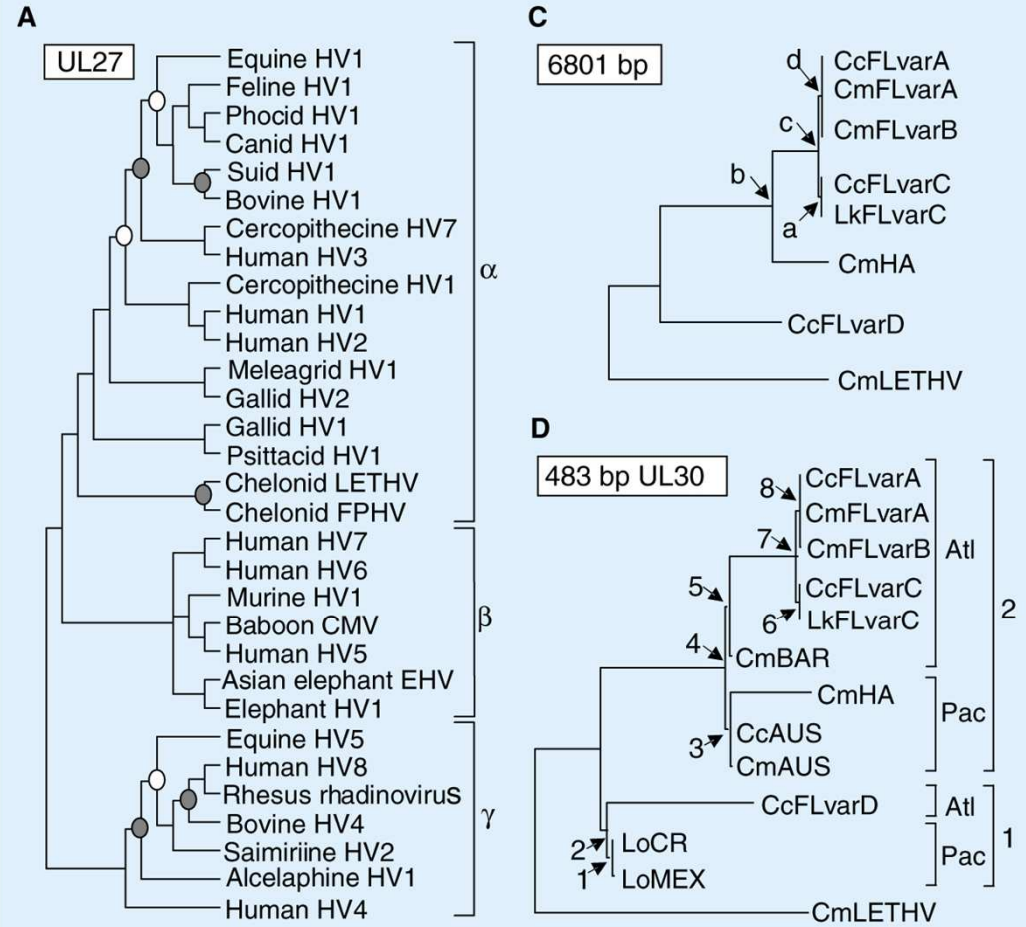 A
UL27
Equine HV1
Feline HV1
Phocid HV1
Canid HV1
Suid HV1
Bovine HV1
Cercopithecine HV7
Human HV3
Cercopithecine HV1
Human HV1
Human HV2
Meleagrid HV1
Gallid HV2
Gallid HV1
Psittacid HV1
Chelonid LETHV
Chelonid FPHV
α
Human HV7
Human HV6
Murine HV1
Baboon CMV
Human HV5
Asian elephant EHV
Elephant HV1
β
Equine HV5
Human HV8
Rhesus rhadinovirus
Bovine HV4
Saimiriine HV2
Alcelaphine HV1
Human HV4
γ
C
6801 bp
d
c
b
a
CcFLvarA
CmFLvarA
CmFLvarB
CcFLvarC
LkFLvarC
CmHA
CcFLvarD
CmLETHV
D
483 bp UL30
8
7
6
5
4
3
2
1
CcFLvarA
CmFLvarA
CmFLvarB
CcFLvarC
LkFLvarC
CmBAR
Atl
CmHA
CcAUS
CmAUS
Pac
2
CcFLvarD
Atl
LoCR
LoMEX
Pac
1
CmLETHV